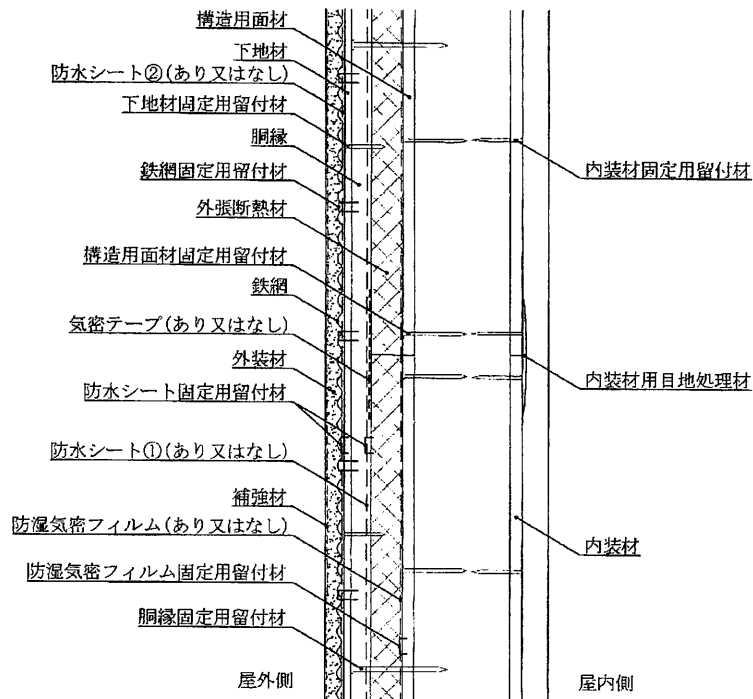 構造用面材
下地材
防水シート②(あり又はなし)
下地材固定用留付材
胴縁
鉄網固定用留付材
外張断熱材
構造用面材固定用留付材
鉄網
気密テープ(あり又はなし)
外装材
防水シート固定用留付材
防水シート①(あり又はなし)
補強材
防湿気密フィルム(あり又はなし)
防湿気密フィルム固定用留付材
胴縁固定用留付材
屋外側
内装材固定用留付材
内装材用目地処理材
内装材
屋内側